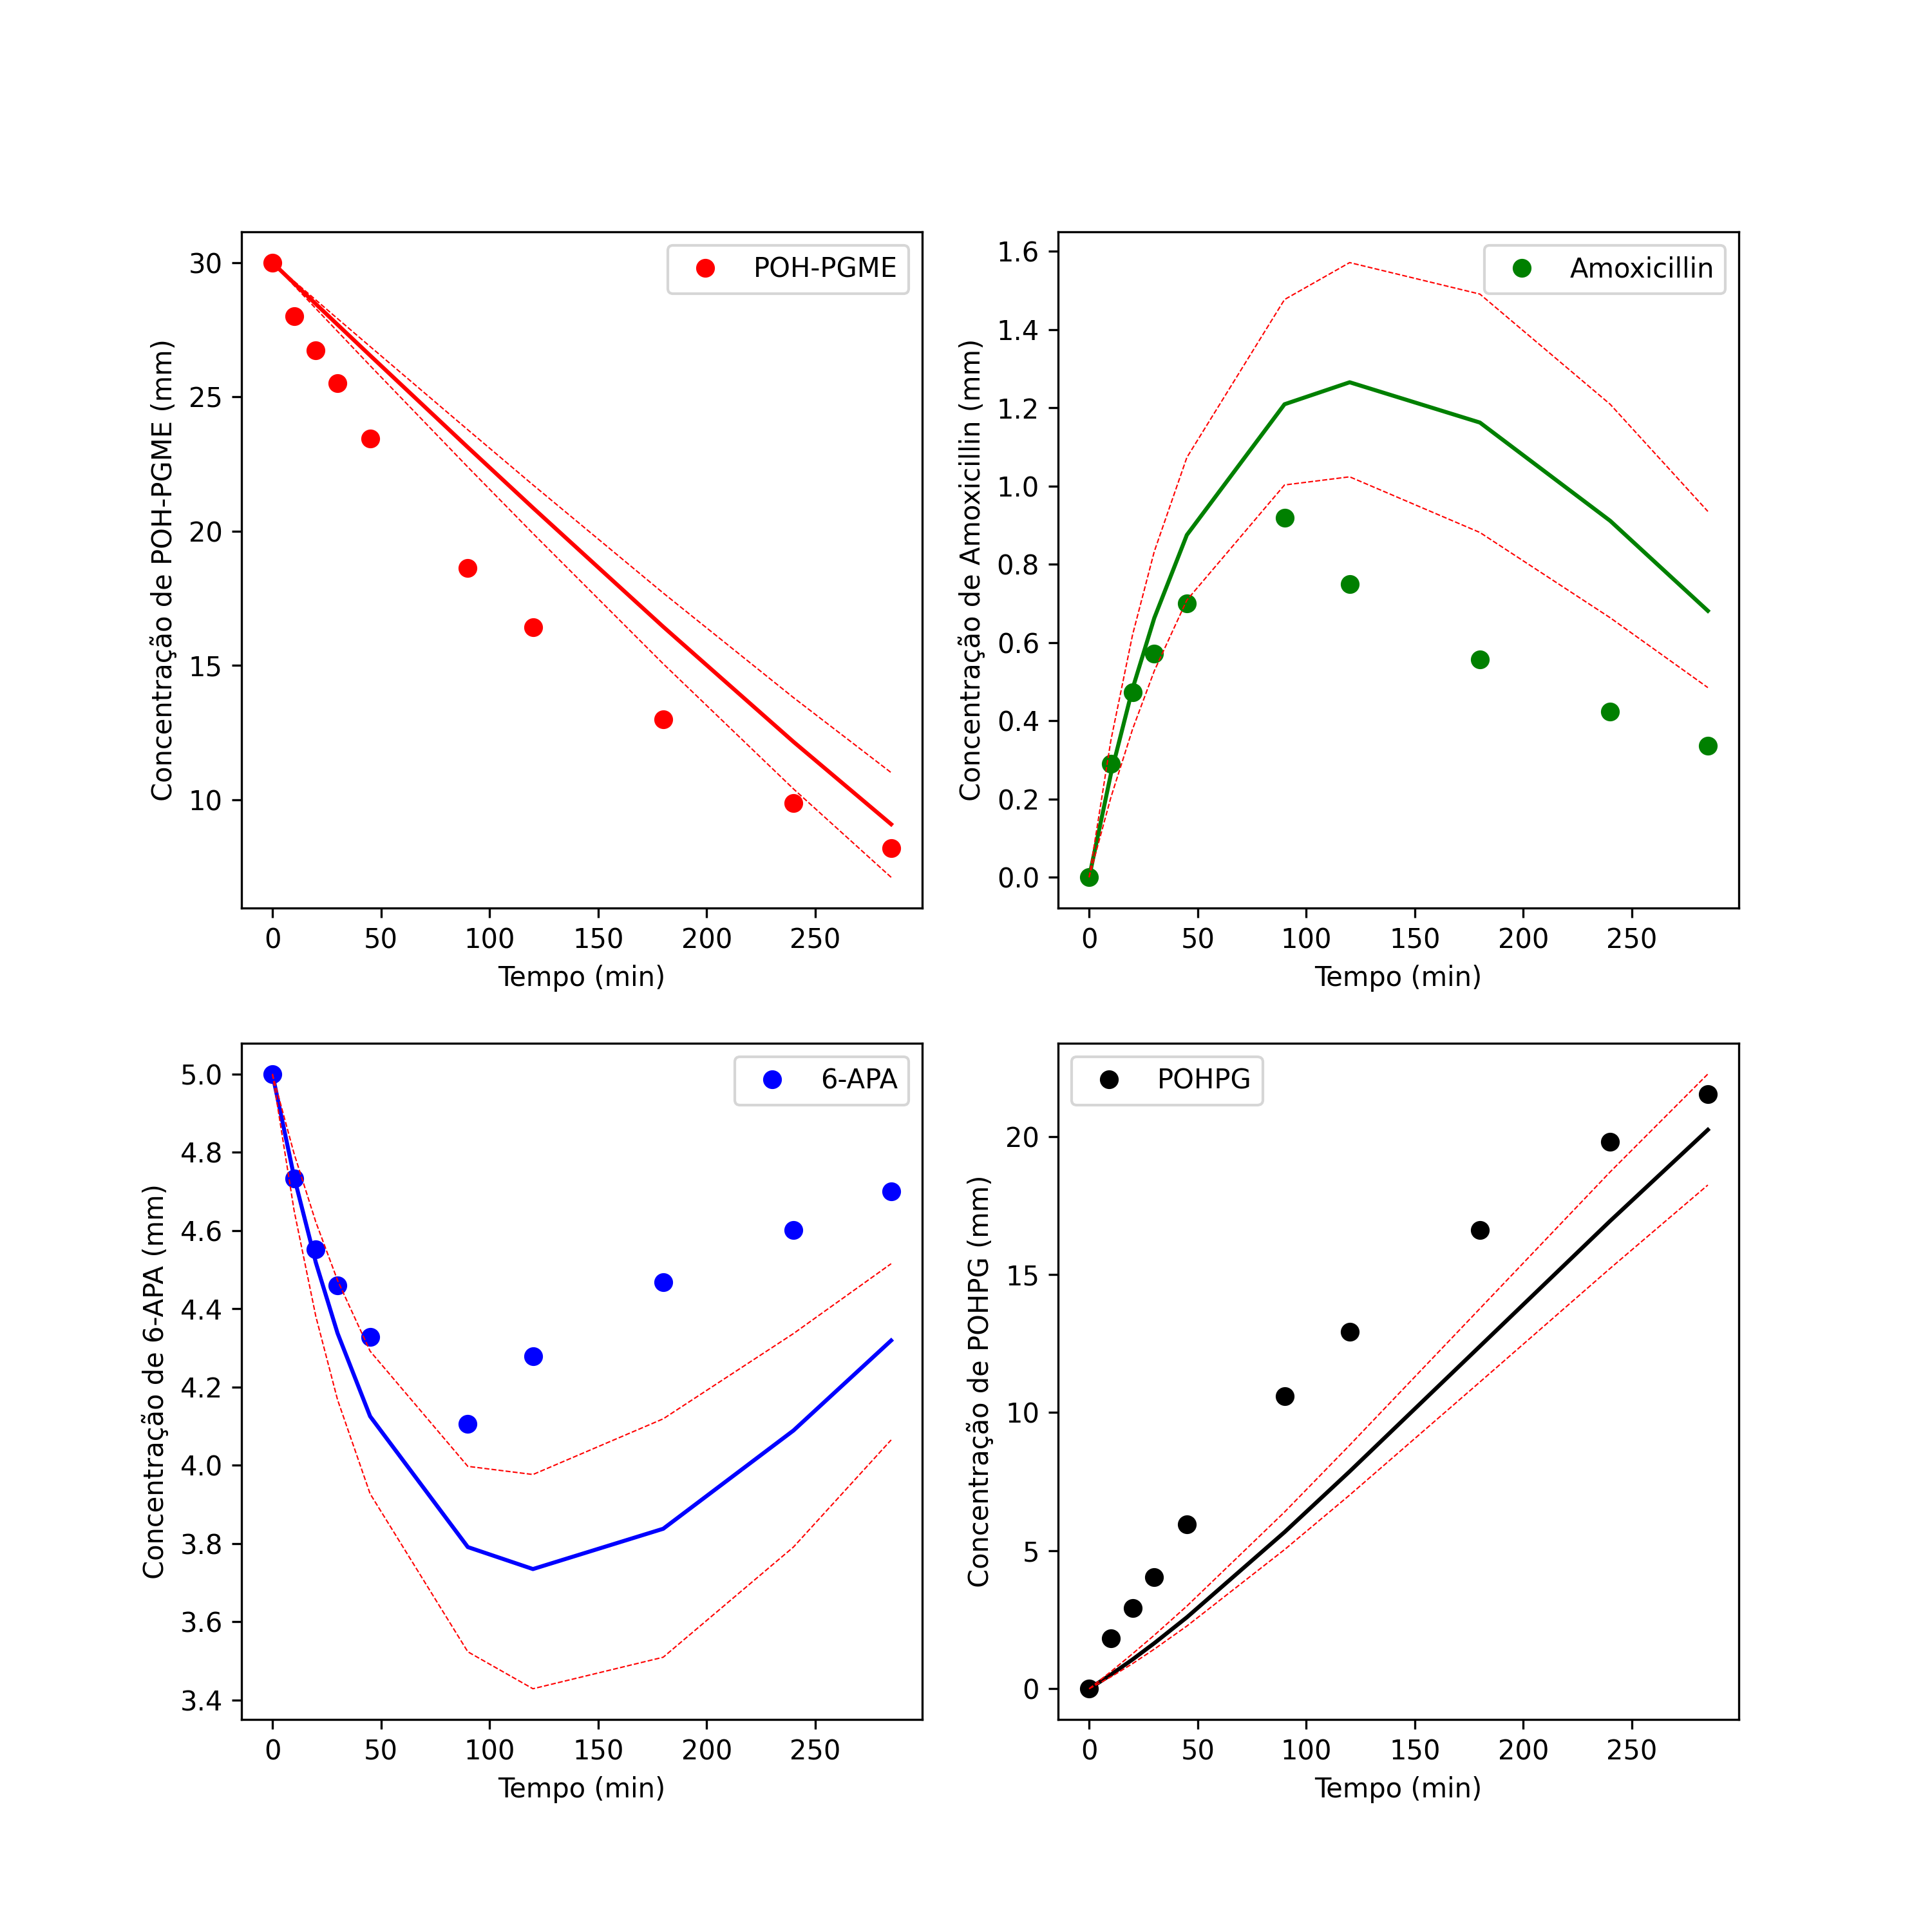 POH-PGME
30
25
20
15
10
Concentração de POH-PGME (mm)
0 50 100 150 200 250
Tempo (min)
Amoxicillin
1.6
1.4
1.2
1.0
0.8
0.6
0.4
0.2
0.0
Concentração de Amoxicillin (mm)
0 50 100 150 200 250
Tempo (min)
6-APA
5.0
4.8
4.6
4.4
4.2
4.0
3.8
3.6
3.4
Concentração de 6-APA (mm)
0 50 100 150 200 250
Tempo (min)
POHPG
20
15
10
5
0
Concentração de POHPG (mm)
0 50 100 150 200 250
Tempo (min)